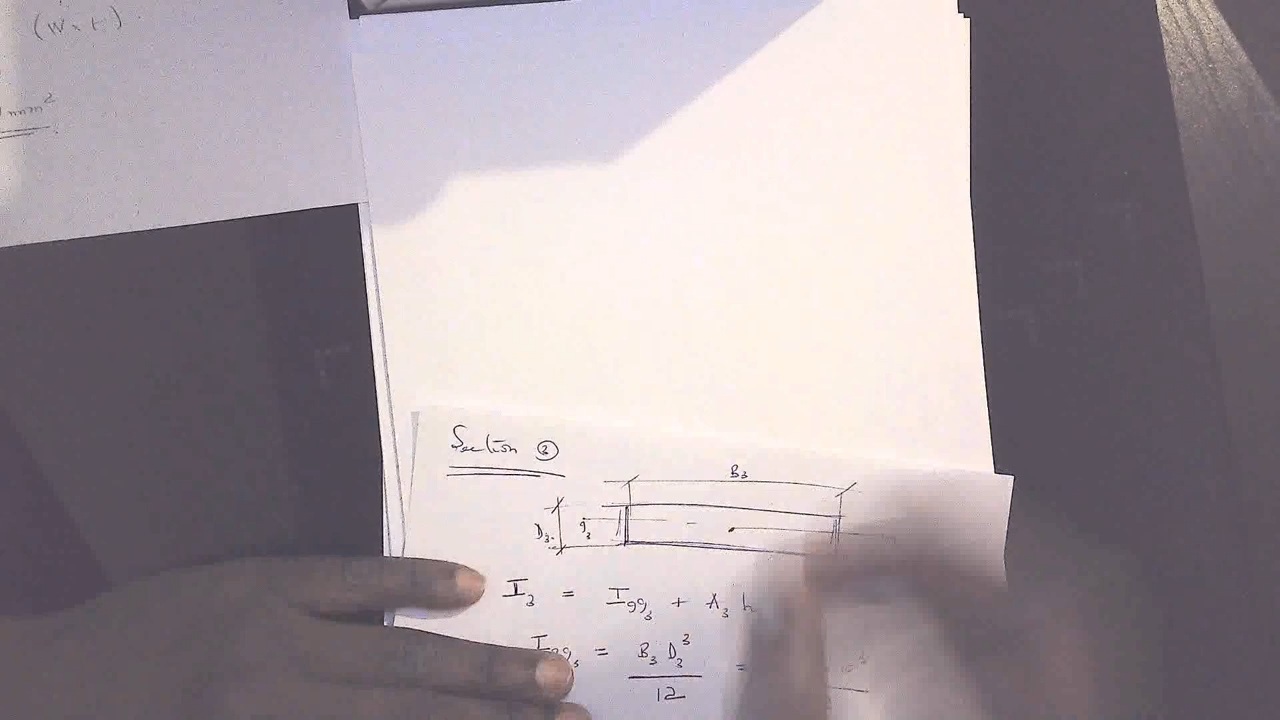 (W × t)
mm²
Section ③
B₃
D₃ g₃
I₃ = Igg₃ + A₃ h
Igg₃ = B₃ D₃³ / 12 =